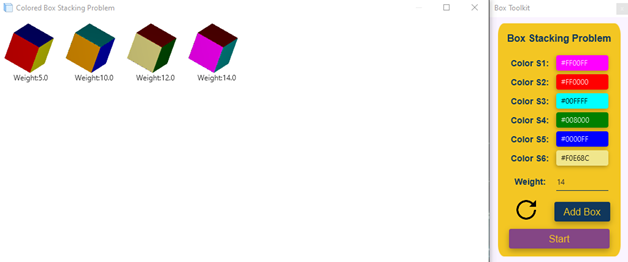 Colored Box Stacking Problem
Weight:5.0
Weight:10.0
Weight:12.0
Weight:14.0
Box Toolkit
Box Stacking Problem
Color S1: #FF00FF
Color S2: #FF0000
Color S3: #00FFFF
Color S4: #008000
Color S5: #0000FF
Color S6: #F0E68C
Weight: 14
Add Box
Start